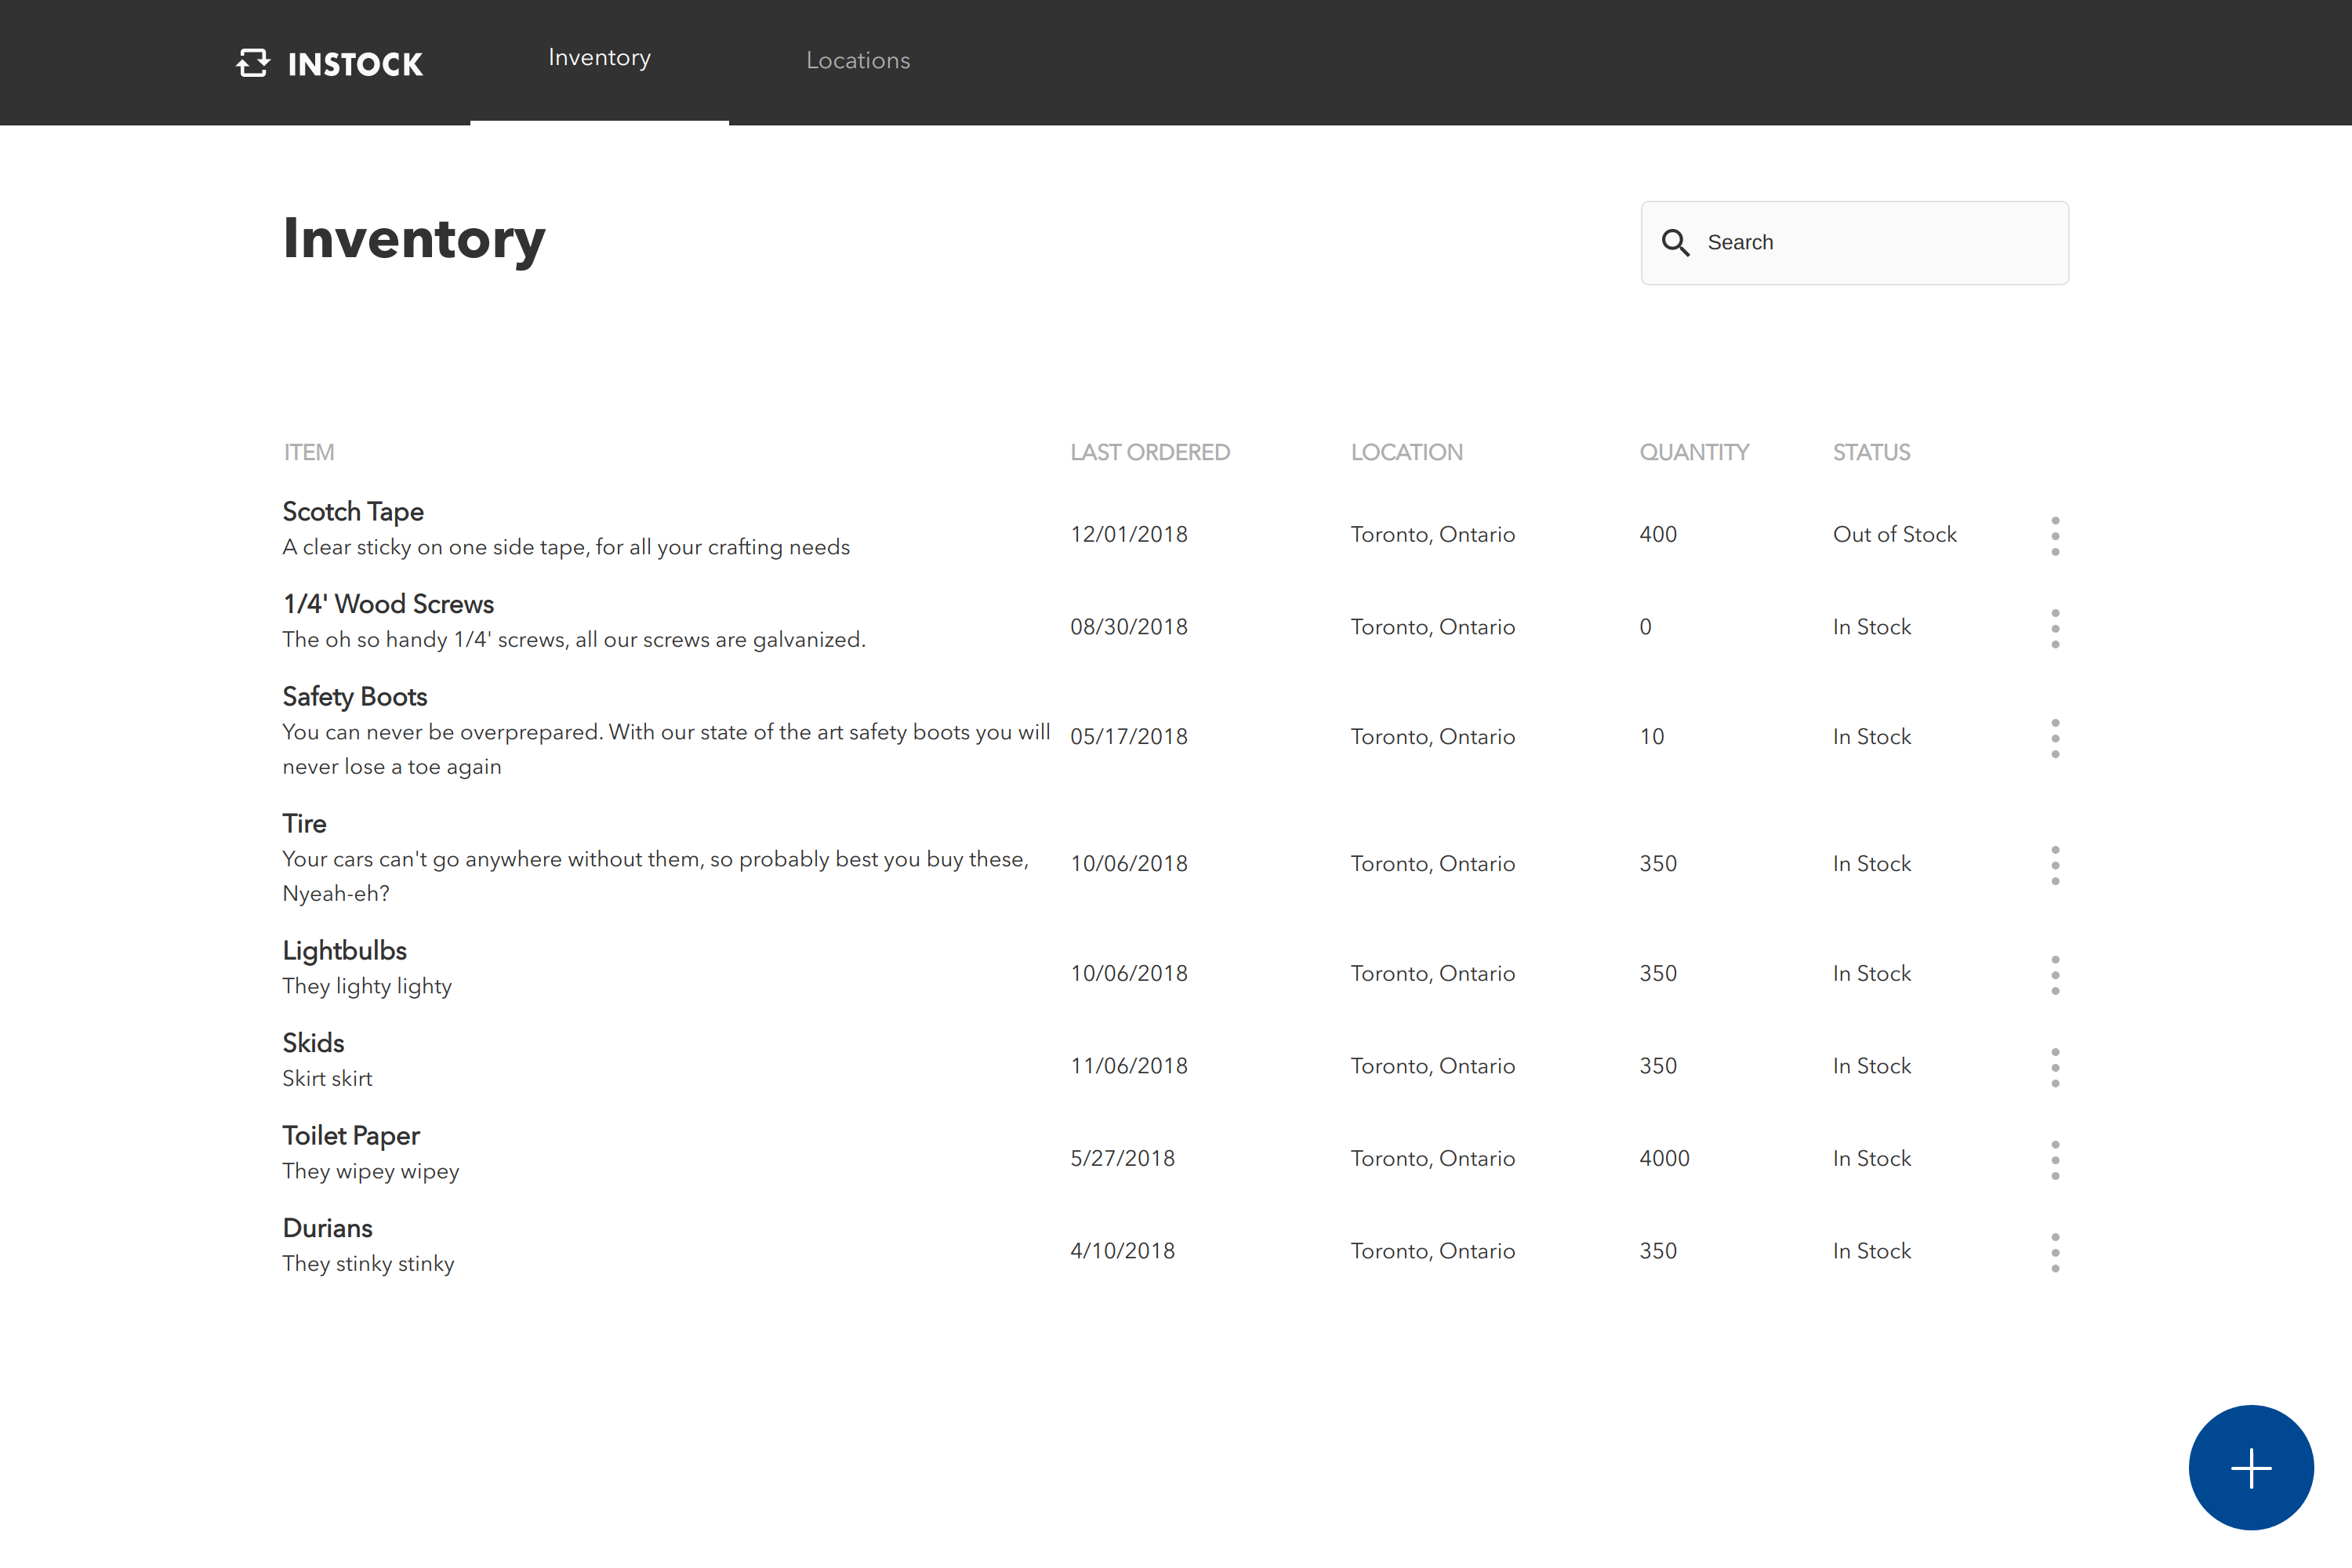 INSTOCK Inventory Locations
Inventory
Search
ITEM LAST ORDERED LOCATION QUANTITY STATUS
Scotch Tape
A clear sticky on one side tape, for all your crafting needs
12/01/2018 Toronto, Ontario 400 Out of Stock
1/4' Wood Screws
The oh so handy 1/4' screws, all our screws are galvanized.
08/30/2018 Toronto, Ontario 0 In Stock
Safety Boots
You can never be overprepared. With our state of the art safety boots you will
never lose a toe again
05/17/2018 Toronto, Ontario 10 In Stock
Tire
Your cars can't go anywhere without them, so probably best you buy these,
Nyeah-eh?
10/06/2018 Toronto, Ontario 350 In Stock
Lightbulbs
They lighty lighty
10/06/2018 Toronto, Ontario 350 In Stock
Skids
Skirt skirt
11/06/2018 Toronto, Ontario 350 In Stock
Toilet Paper
They wipey wipey
5/27/2018 Toronto, Ontario 4000 In Stock
Durians
They stinky stinky
4/10/2018 Toronto, Ontario 350 In Stock